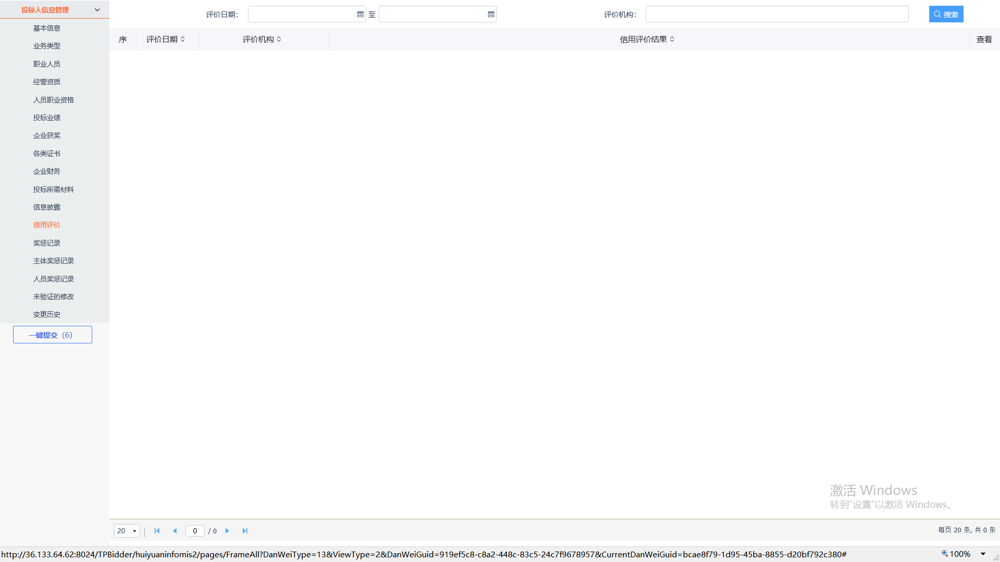 投标人信息管理
基本信息
业务类型
职业人员
经营资质
人员职业资格
投标业绩
企业获奖
各类证书
企业财务
投标所需材料
信息披露
信用评价
奖惩记录
主体奖惩记录
人员奖惩记录
未验证的修改
变更历史
一键提交（6）
评价日期： 至 评价机构： 搜索
序 评价日期 评价机构 信用评价结果 查看
激活 Windows
转到“设置”以激活 Windows。
20 0 / 0 每页 20 条, 共 0 条
http://36.133.64.62:8024/TPBidder/huiyuaninfomis2/pages/FrameAll?DanWeiType=13&ViewType=2&DanWeiGuid=919ef5c8-c8a2-448c-83c5-24c7f9678957&CurrentDanWeiGuid=bcae8f79-1d95-45ba-8855-d20bf792c380# 100%